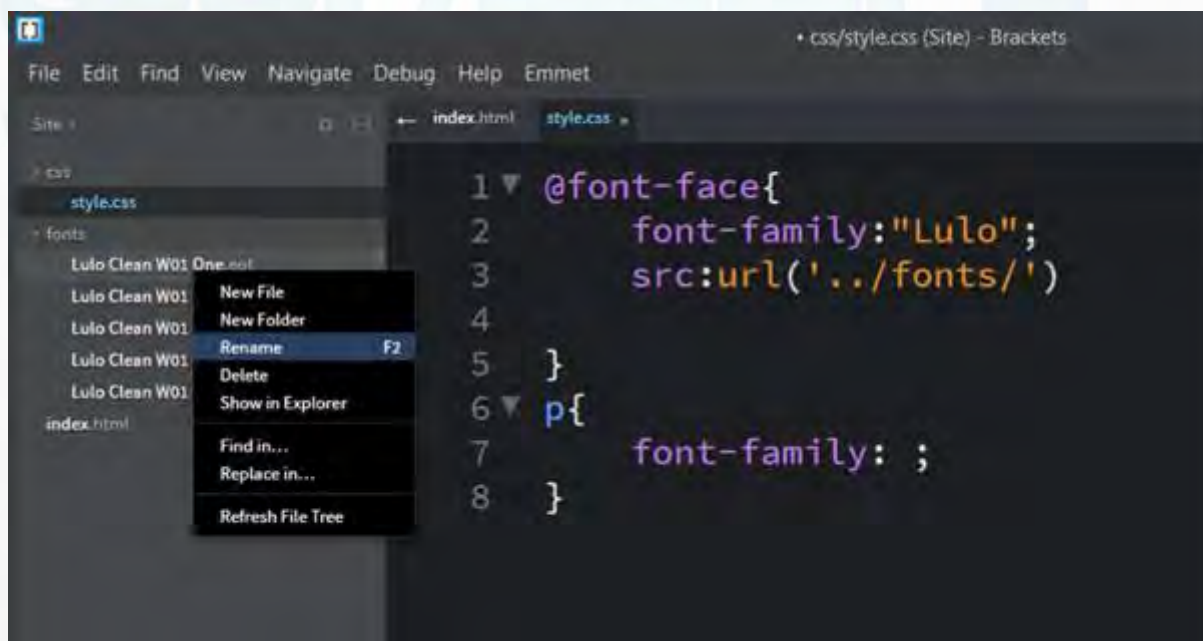 • css/style.css (Site) - Brackets
File Edit Find View Navigate Debug Help Emmet
Site
index.html style.css
css
style.css
fonts
Lulo Clean W01 One.eot
Lulo Clean W01
Lulo Clean W01
Lulo Clean W01
Lulo Clean W01
index.html
New File
New Folder
Rename F2
Delete
Show in Explorer
Find in...
Replace in...
Refresh File Tree
1 @font-face{
2 font-family:"Lulo";
3 src:url('../fonts/')
4
5 }
6 p{
7 font-family: ;
8 }